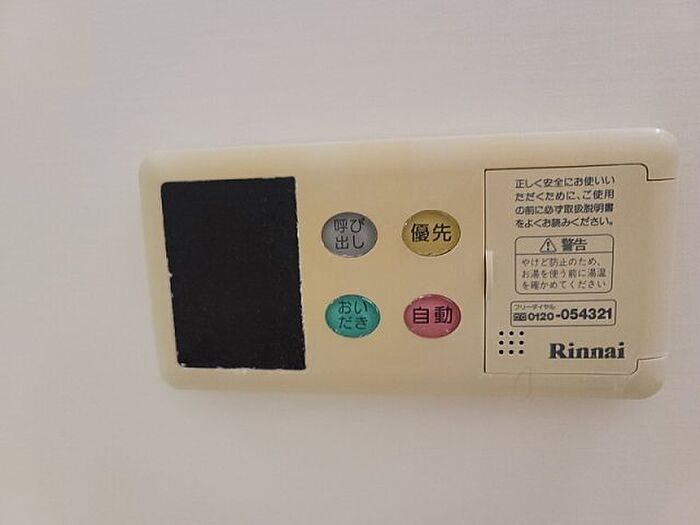 呼び
出し
優先
おい
だき
自動
正しく安全にお使いい
ただくために、ご使用
の前に必ず取扱説明書
をよくお読みください。
⚠警告
やけど防止のため、
お湯を使う前に湯温
を確かめてください
フリーダイヤル
0120-054321
Rinnai